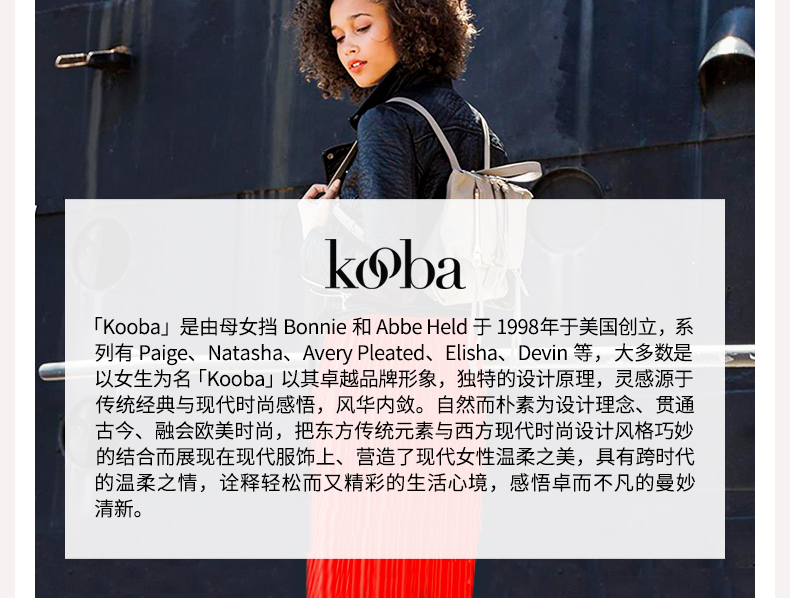 kooba
「Kooba」是由母女挡 Bonnie 和 Abbe Held 于 1998年于美国创立，系
列有 Paige、Natasha、Avery Pleated、Elisha、Devin 等，大多数是
以女生为名「Kooba」以其卓越品牌形象，独特的设计原理，灵感源于
传统经典与现代时尚感悟，风华内敛。自然而朴素为设计理念、贯通
古今、融会欧美时尚，把东方传统元素与西方现代时尚设计风格巧妙
的结合而展现在现代服饰上、营造了现代女性温柔之美，具有跨时代
的温柔之情，诠释轻松而又精彩的生活心境，感悟卓而不凡的曼妙
清新。